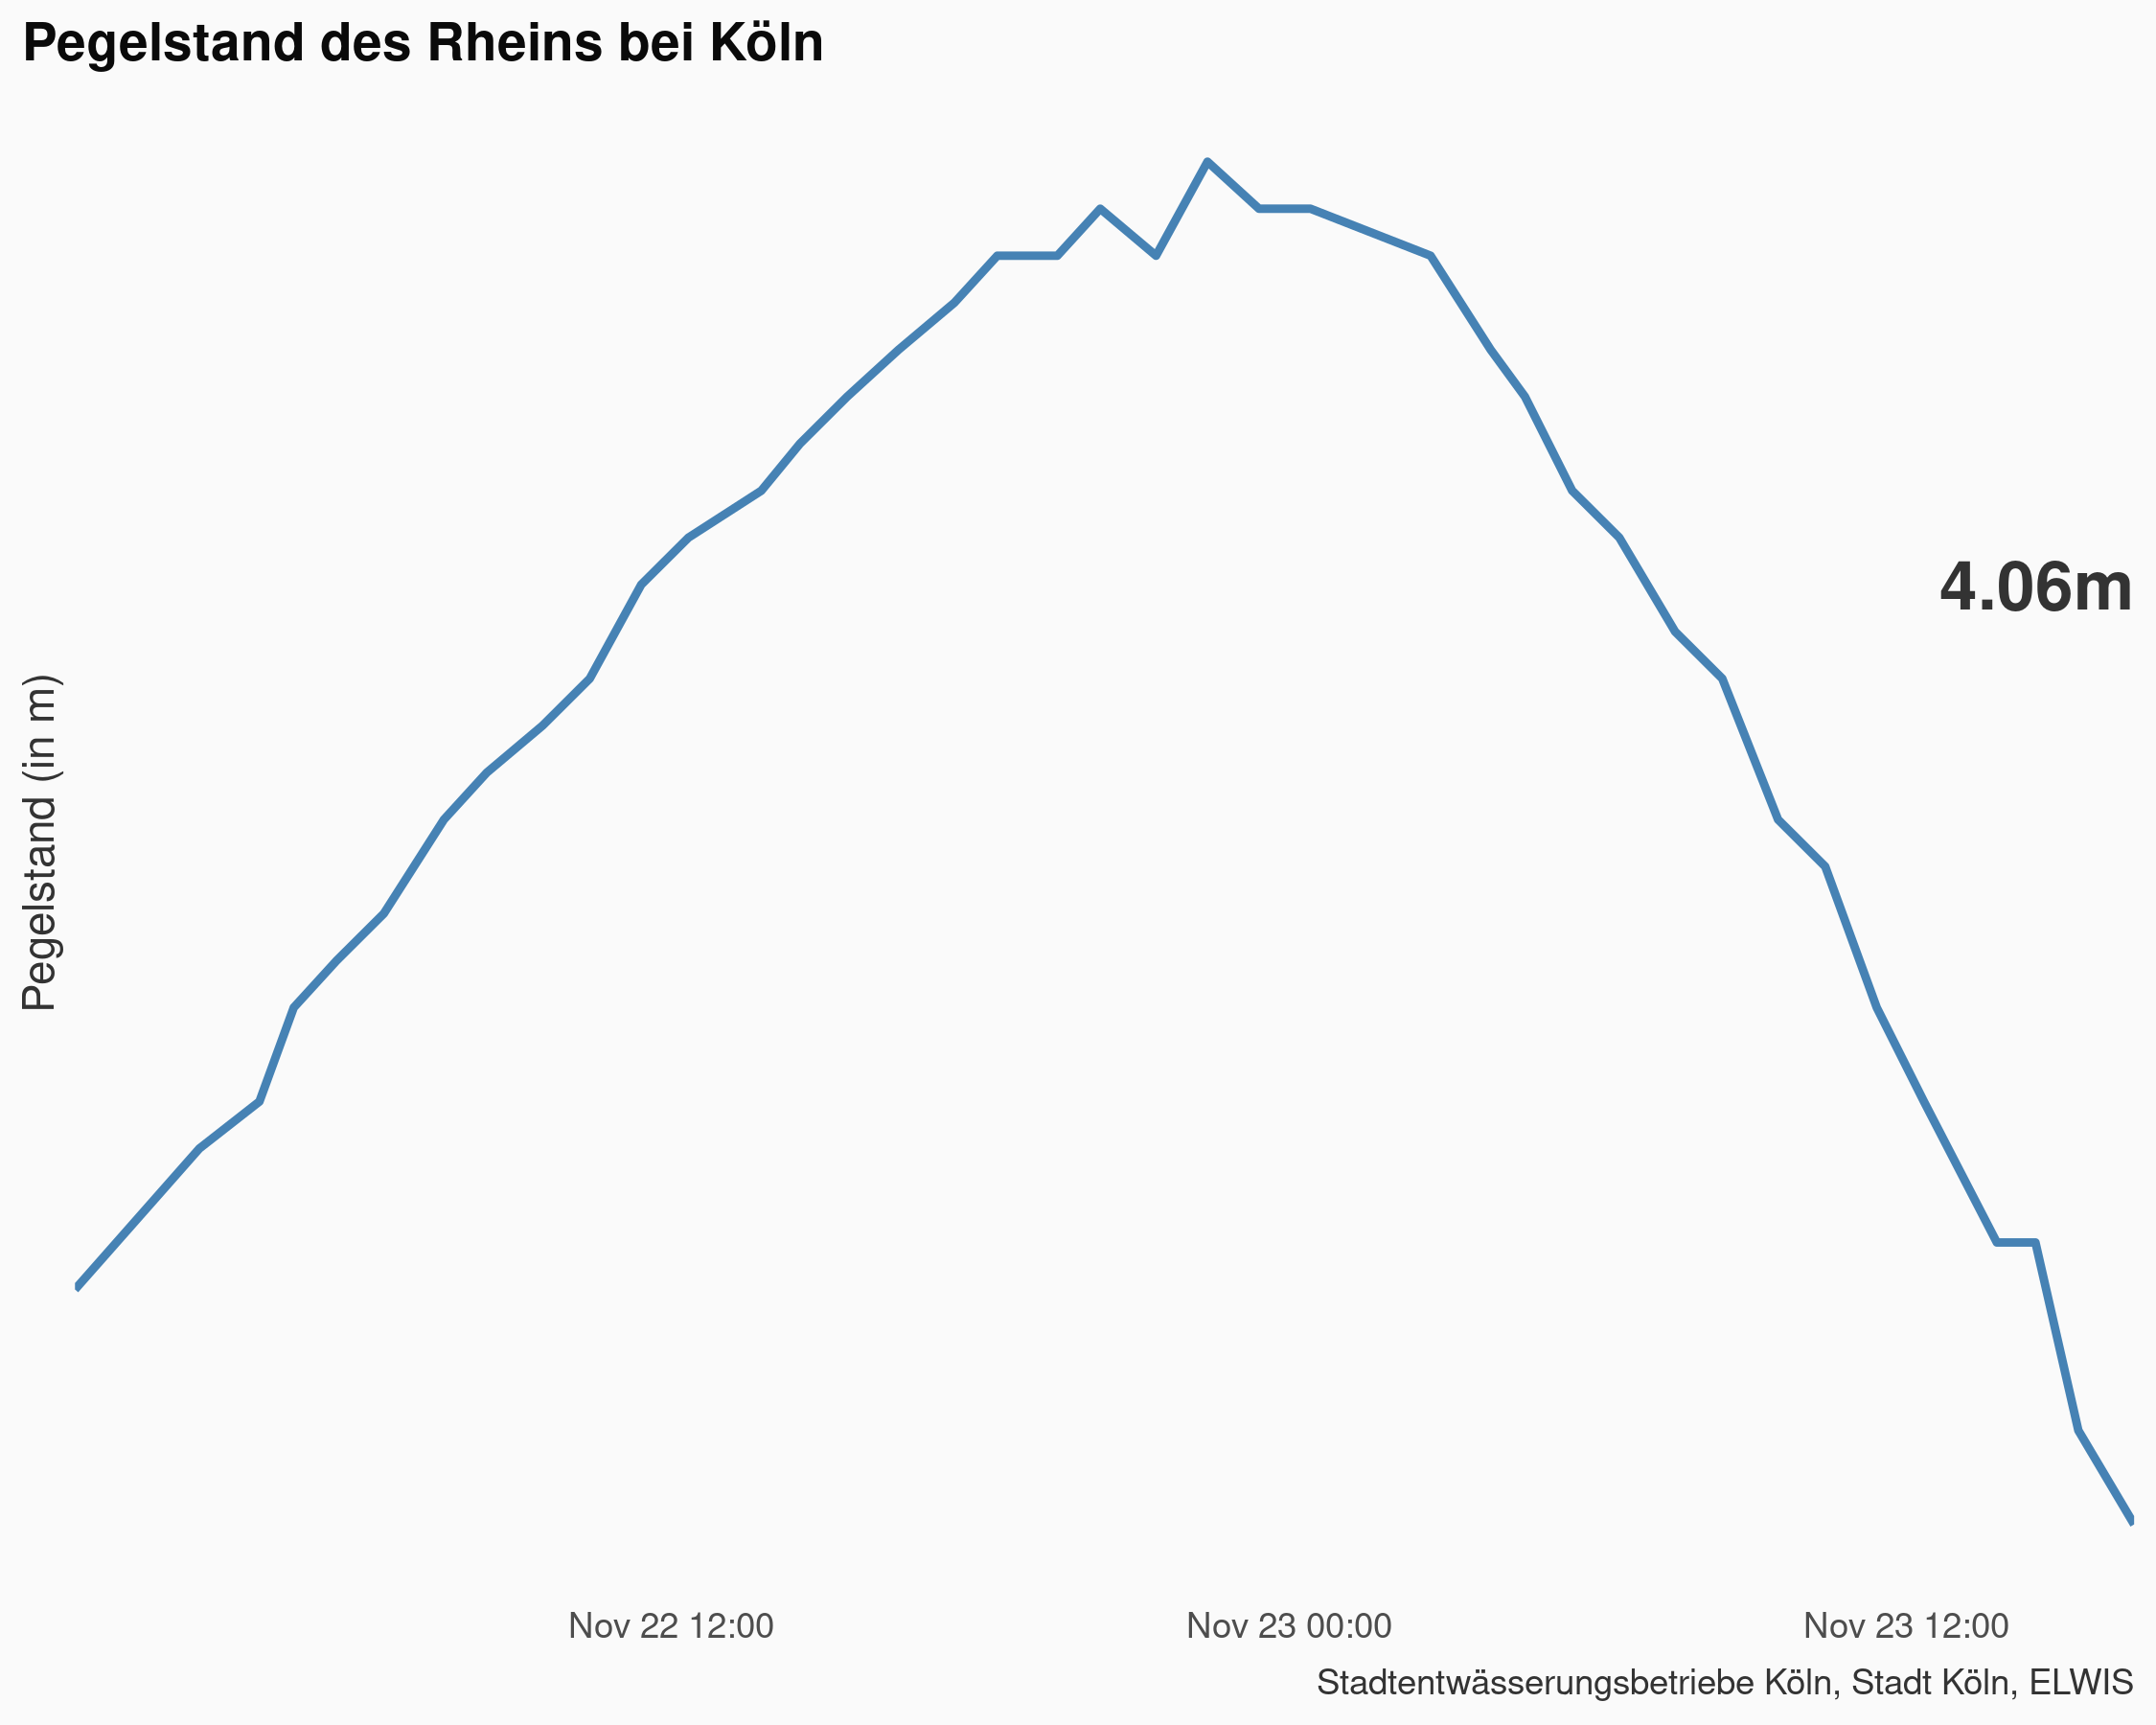 Pegelstand des Rheins bei Köln
4.06m
Pegelstand (in m)
Nov 22 12:00 Nov 23 00:00 Nov 23 12:00
Stadtentwässerungsbetriebe Köln, Stadt Köln, ELWIS